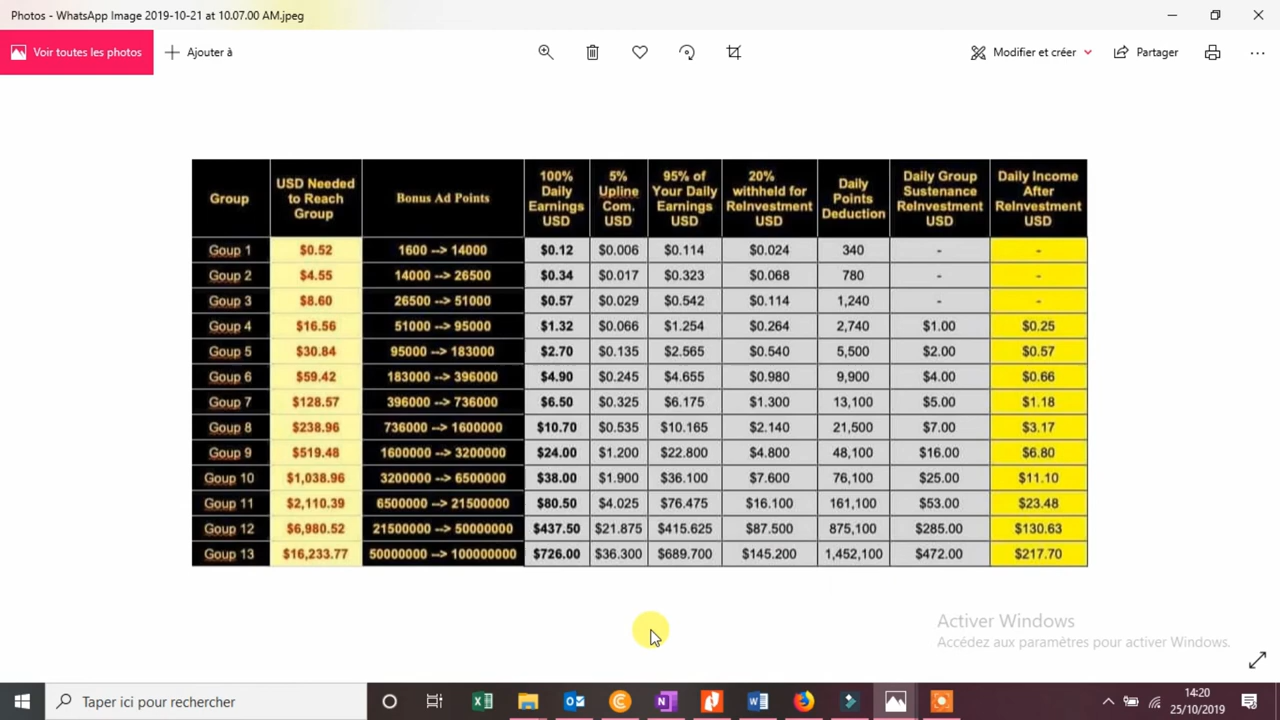 Photos - WhatsApp Image 2019-10-21 at 10.07.00 AM.jpeg
Voir toutes les photos Ajouter à Modifier et créer Partager
Group USD Needed to Reach Group Bonus Ad Points 100% Daily Earnings USD 5% Upline Com. USD 95% of Your Daily Earnings USD 20% withheld for ReInvestment USD Daily Points Deduction Daily Group Sustenance ReInvestment USD Daily Income After ReInvestment USD
Goup 1 $0.52 1600 --> 14000 $0.12 $0.006 $0.114 $0.024 340 - -
Goup 2 $4.55 14000 --> 26500 $0.34 $0.017 $0.323 $0.068 780 - -
Goup 3 $8.60 26500 --> 51000 $0.57 $0.029 $0.542 $0.114 1,240 - -
Goup 4 $16.56 51000 --> 95000 $1.32 $0.066 $1.254 $0.264 2,740 $1.00 $0.25
Goup 5 $30.84 95000 --> 183000 $2.70 $0.135 $2.565 $0.540 5,500 $2.00 $0.57
Goup 6 $59.42 183000 --> 396000 $4.90 $0.245 $4.655 $0.980 9,900 $4.00 $0.66
Goup 7 $128.57 396000 --> 736000 $6.50 $0.325 $6.175 $1.300 13,100 $5.00 $1.18
Goup 8 $238.96 736000 --> 1600000 $10.70 $0.535 $10.165 $2.140 21,500 $7.00 $3.17
Goup 9 $519.48 1600000 --> 3200000 $24.00 $1.200 $22.800 $4.800 48,100 $16.00 $6.80
Goup 10 $1,038.96 3200000 --> 6500000 $38.00 $1.900 $36.100 $7.600 76,100 $25.00 $11.10
Goup 11 $2,110.39 6500000 --> 21500000 $80.50 $4.025 $76.475 $16.100 161,100 $53.00 $23.48
Goup 12 $6,980.52 21500000 --> 50000000 $437.50 $21.875 $415.625 $87.500 875,100 $285.00 $130.63
Goup 13 $16,233.77 50000000 --> 100000000 $726.00 $36.300 $689.700 $145.200 1,452,100 $472.00 $217.70
Activer Windows
Accédez aux paramètres pour activer Windows.
Taper ici pour rechercher
14:20
25/10/2019